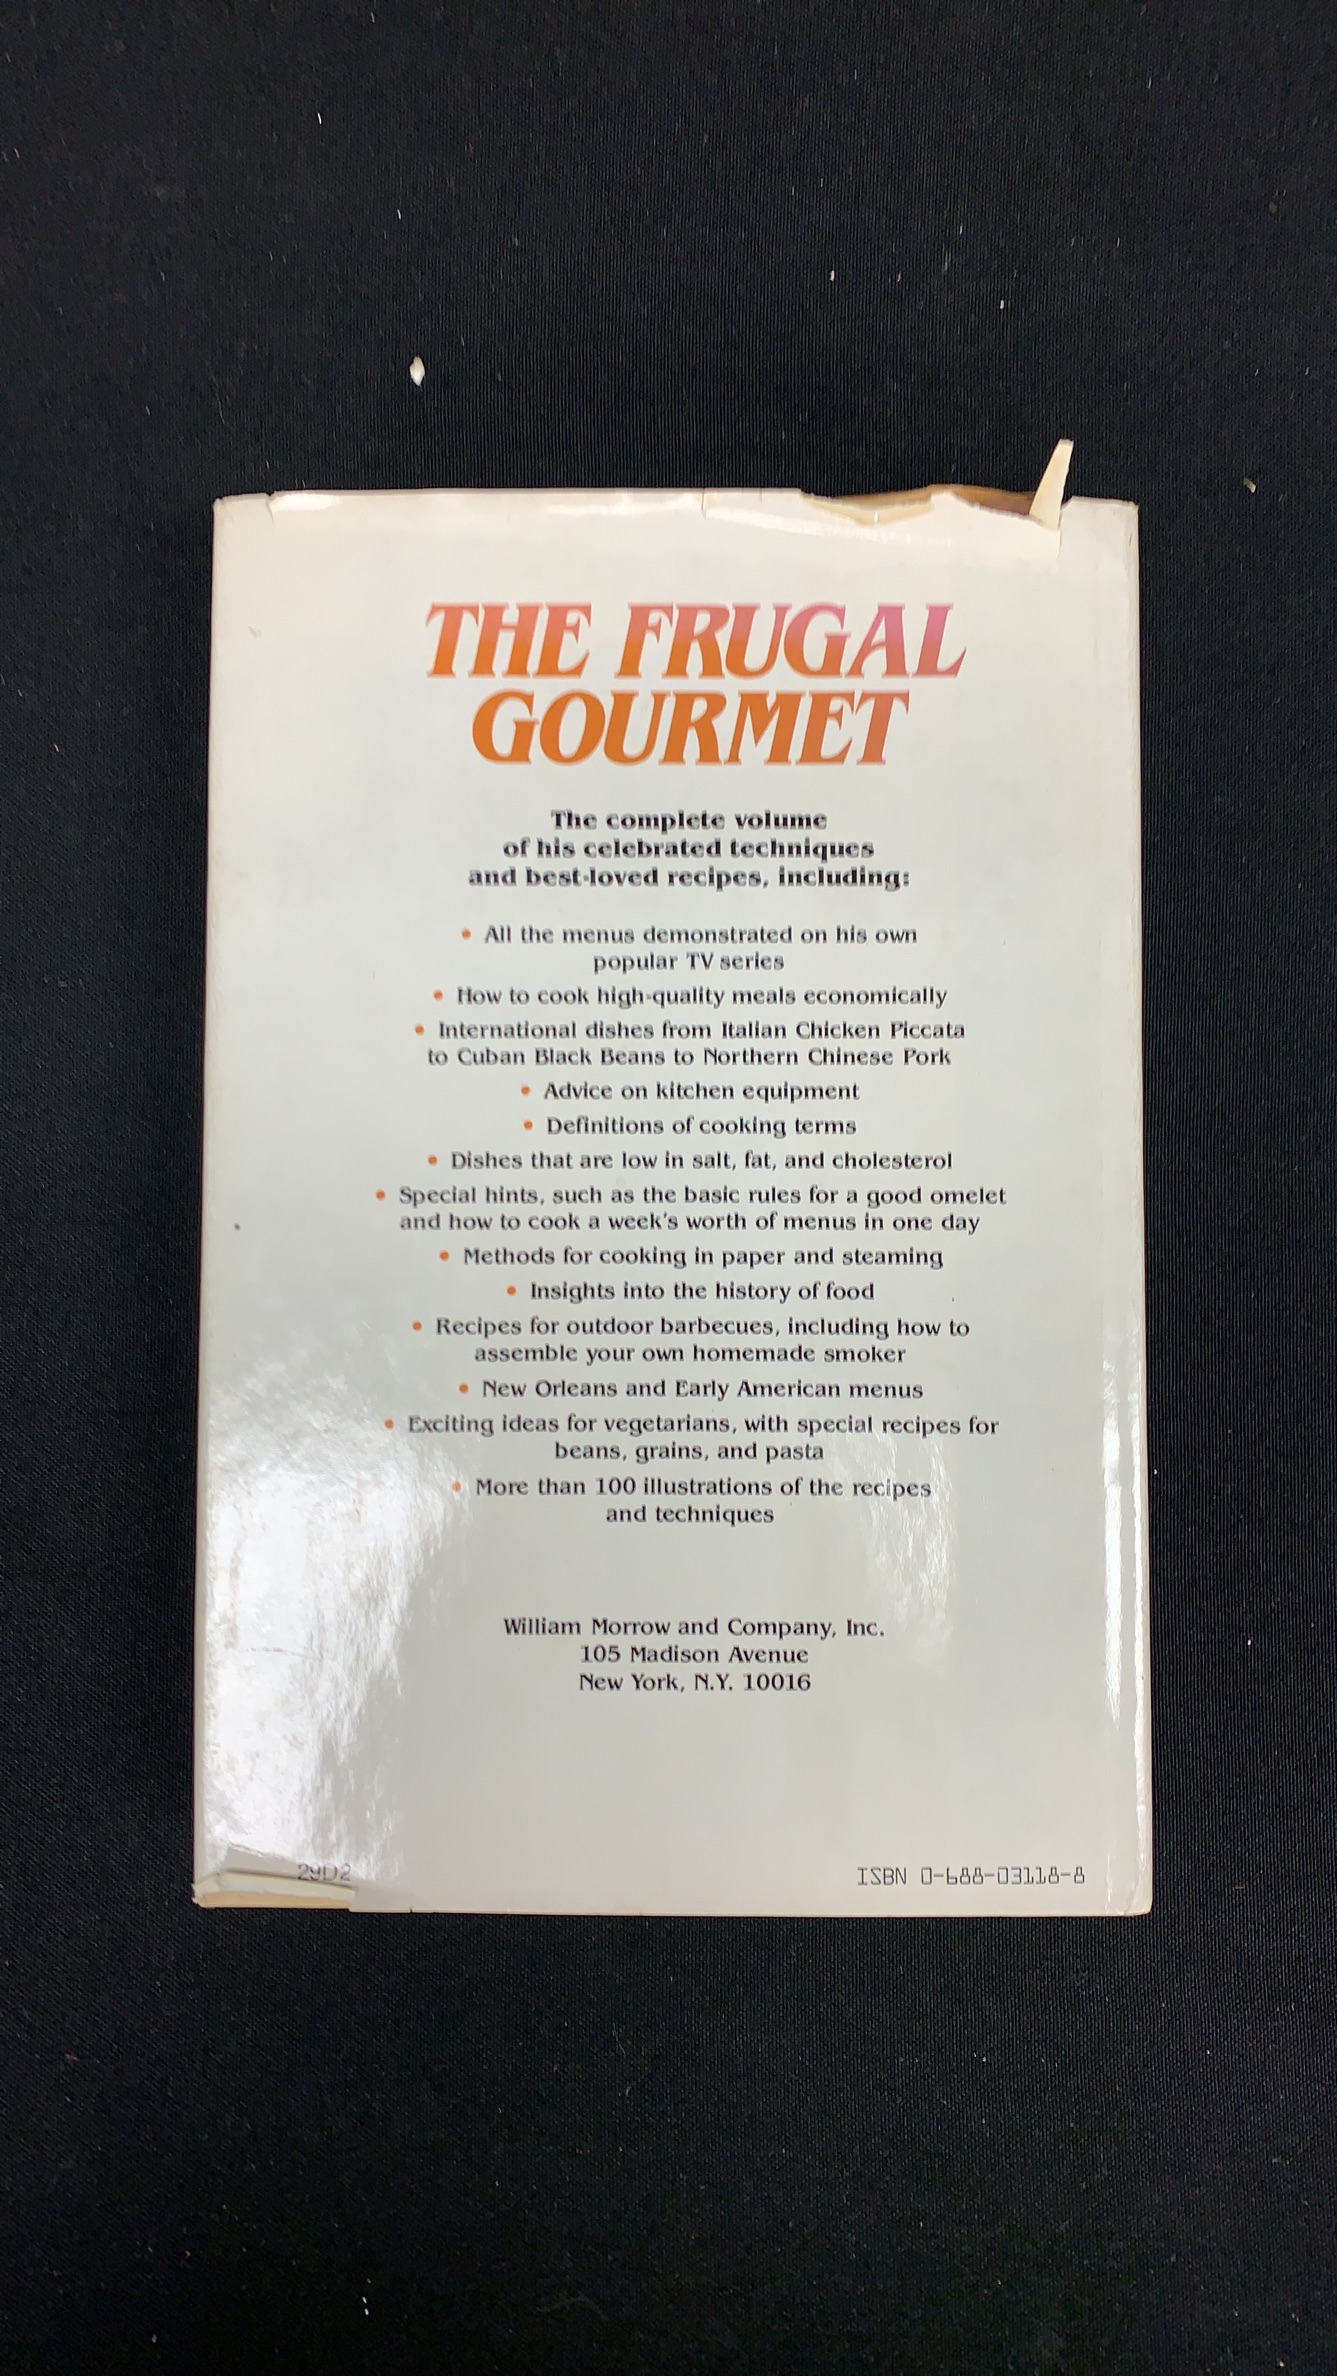 THE FRUGAL
GOURMET
The complete volume
of his celebrated techniques
and best-loved recipes, including:
• All the menus demonstrated on his own
popular TV series
• How to cook high-quality meals economically
• International dishes from Italian Chicken Piccata
to Cuban Black Beans to Northern Chinese Pork
• Advice on kitchen equipment
• Definitions of cooking terms
• Dishes that are low in salt, fat, and cholesterol
• Special hints, such as the basic rules for a good omelet
and how to cook a week's worth of menus in one day
• Methods for cooking in paper and steaming
• Insights into the history of food
• Recipes for outdoor barbecues, including how to
assemble your own homemade smoker
• New Orleans and Early American menus
• Exciting ideas for vegetarians, with special recipes for
beans, grains, and pasta
• More than 100 illustrations of the recipes
and techniques
William Morrow and Company, Inc.
105 Madison Avenue
New York, N.Y. 10016
29D2
ISBN 0-688-03118-8